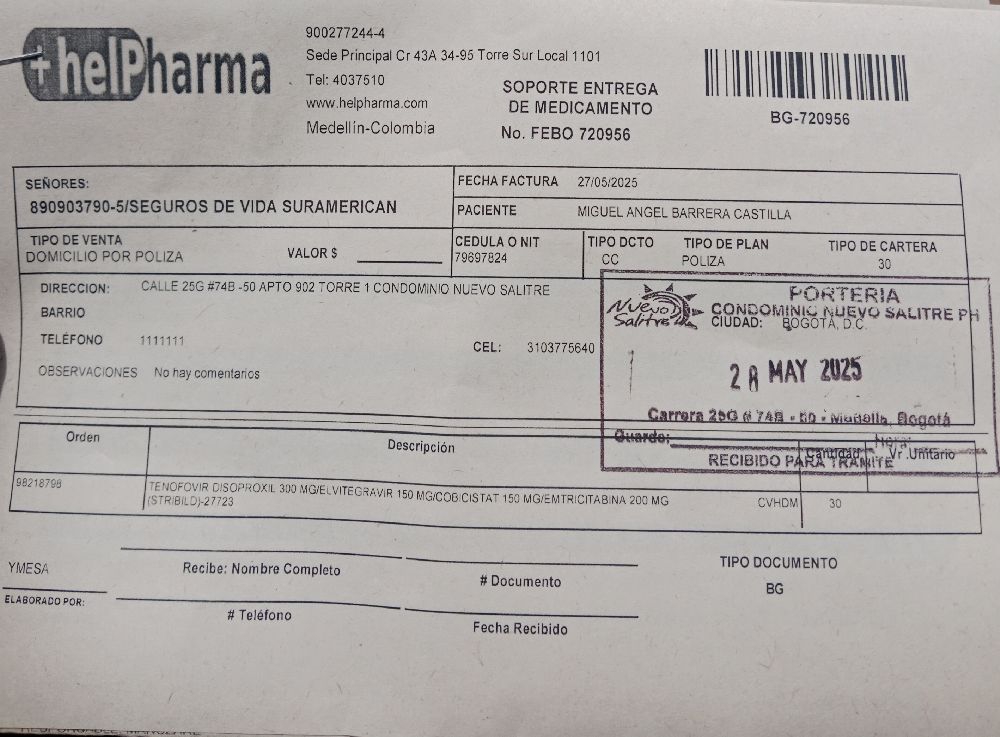 +helPharma
900277244-4
Sede Principal Cr 43A 34-95 Torre Sur Local 1101
Tel: 4037510
www.helpharma.com
Medellín-Colombia
SOPORTE ENTREGA
DE MEDICAMENTO
No. FEBO 720956
BG-720956
SEÑORES:
890903790-5/SEGUROS DE VIDA SURAMERICAN
FECHA FACTURA 27/05/2025
PACIENTE MIGUEL ANGEL BARRERA CASTILLA
TIPO DE VENTA
DOMICILIO POR POLIZA
VALOR $
CEDULA O NIT
79697824
TIPO DCTO
CC
TIPO DE PLAN
POLIZA
TIPO DE CARTERA
30
DIRECCION: CALLE 25G #74B -50 APTO 902 TORRE 1 CONDOMINIO NUEVO SALITRE
BARRIO
CIUDAD: BOGOTÁ, D.C.
TELÉFONO 1111111
CEL: 3103775640
OBSERVACIONES No hay comentarios
Nuevo Salitre
PORTERIA
CONDOMINIO NUEVO SALITRE PH
28 MAY 2025
Carrera 25G # 74B - 50 - Bogotá
Guarda:
Hora:
RECIBIDO PARA TRAMITE
Orden Descripción Cantidad Vr .Unitario
98218798 TENOFOVIR DISOPROXIL 300 MG/ELVITEGRAVIR 150 MG/COBICISTAT 150 MG/EMTRICITABINA 200 MG CVHDM 30
(STRIBILD)-27723
YMESA
ELABORADO POR:
Recibe: Nombre Completo
# Documento
# Teléfono
Fecha Recibido
TIPO DOCUMENTO
BG